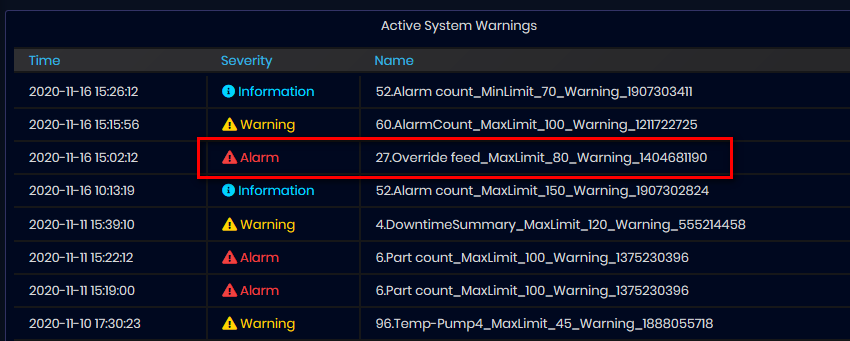 Active System Warnings
Time Severity Name
2020-11-16 15:26:12 Information 52.Alarm count_MinLimit_70_Warning_1907303411
2020-11-16 15:15:56 Warning 60.AlarmCount_MaxLimit_100_Warning_1211722725
2020-11-16 15:02:12 Alarm 27.Override feed_MaxLimit_80_Warning_1404681190
2020-11-16 10:13:19 Information 52.Alarm count_MaxLimit_150_Warning_1907302824
2020-11-11 15:39:10 Warning 4.DowntimeSummary_MaxLimit_120_Warning_555214458
2020-11-11 15:22:12 Alarm 6.Part count_MaxLimit_100_Warning_1375230396
2020-11-11 15:19:00 Alarm 6.Part count_MaxLimit_100_Warning_1375230396
2020-11-10 17:30:23 Warning 96.Temp-Pump4_MaxLimit_45_Warning_1888055718